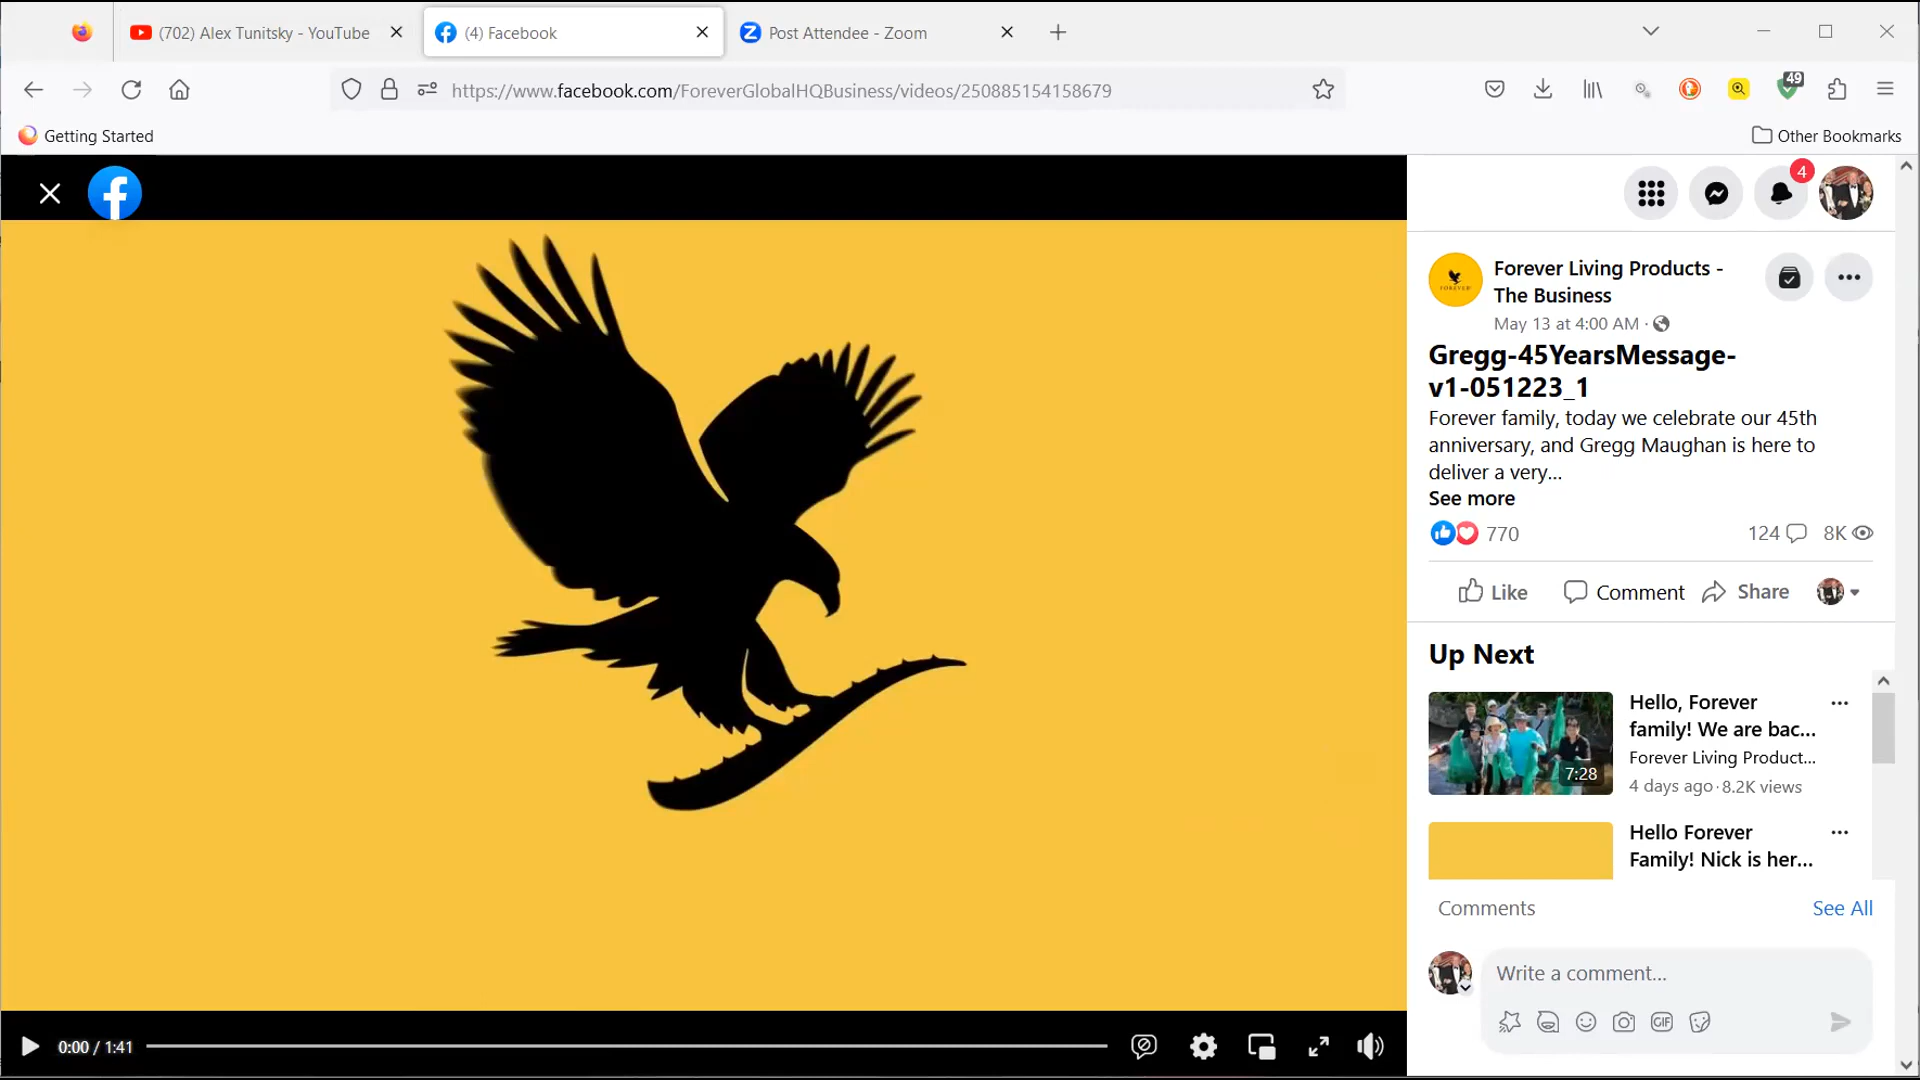 (702) Alex Tunitsky - YouTube
(4) Facebook
Post Attendee - Zoom
https://www.facebook.com/ForeverGlobalHQBusiness/videos/250885154158679
49
Getting Started
Other Bookmarks
4
Forever Living Products -
The Business
May 13 at 4:00 AM ·
Gregg-45YearsMessage-
v1-051223_1
Forever family, today we celebrate our 45th
anniversary, and Gregg Maughan is here to
deliver a very...
See more
770
124
8K
Like
Comment
Share
Up Next
Hello, Forever
family! We are bac...
Forever Living Product...
4 days ago · 8.2K views
7:28
Hello Forever
Family! Nick is her...
Comments
See All
Write a comment...
GIF
0:00 / 1:41